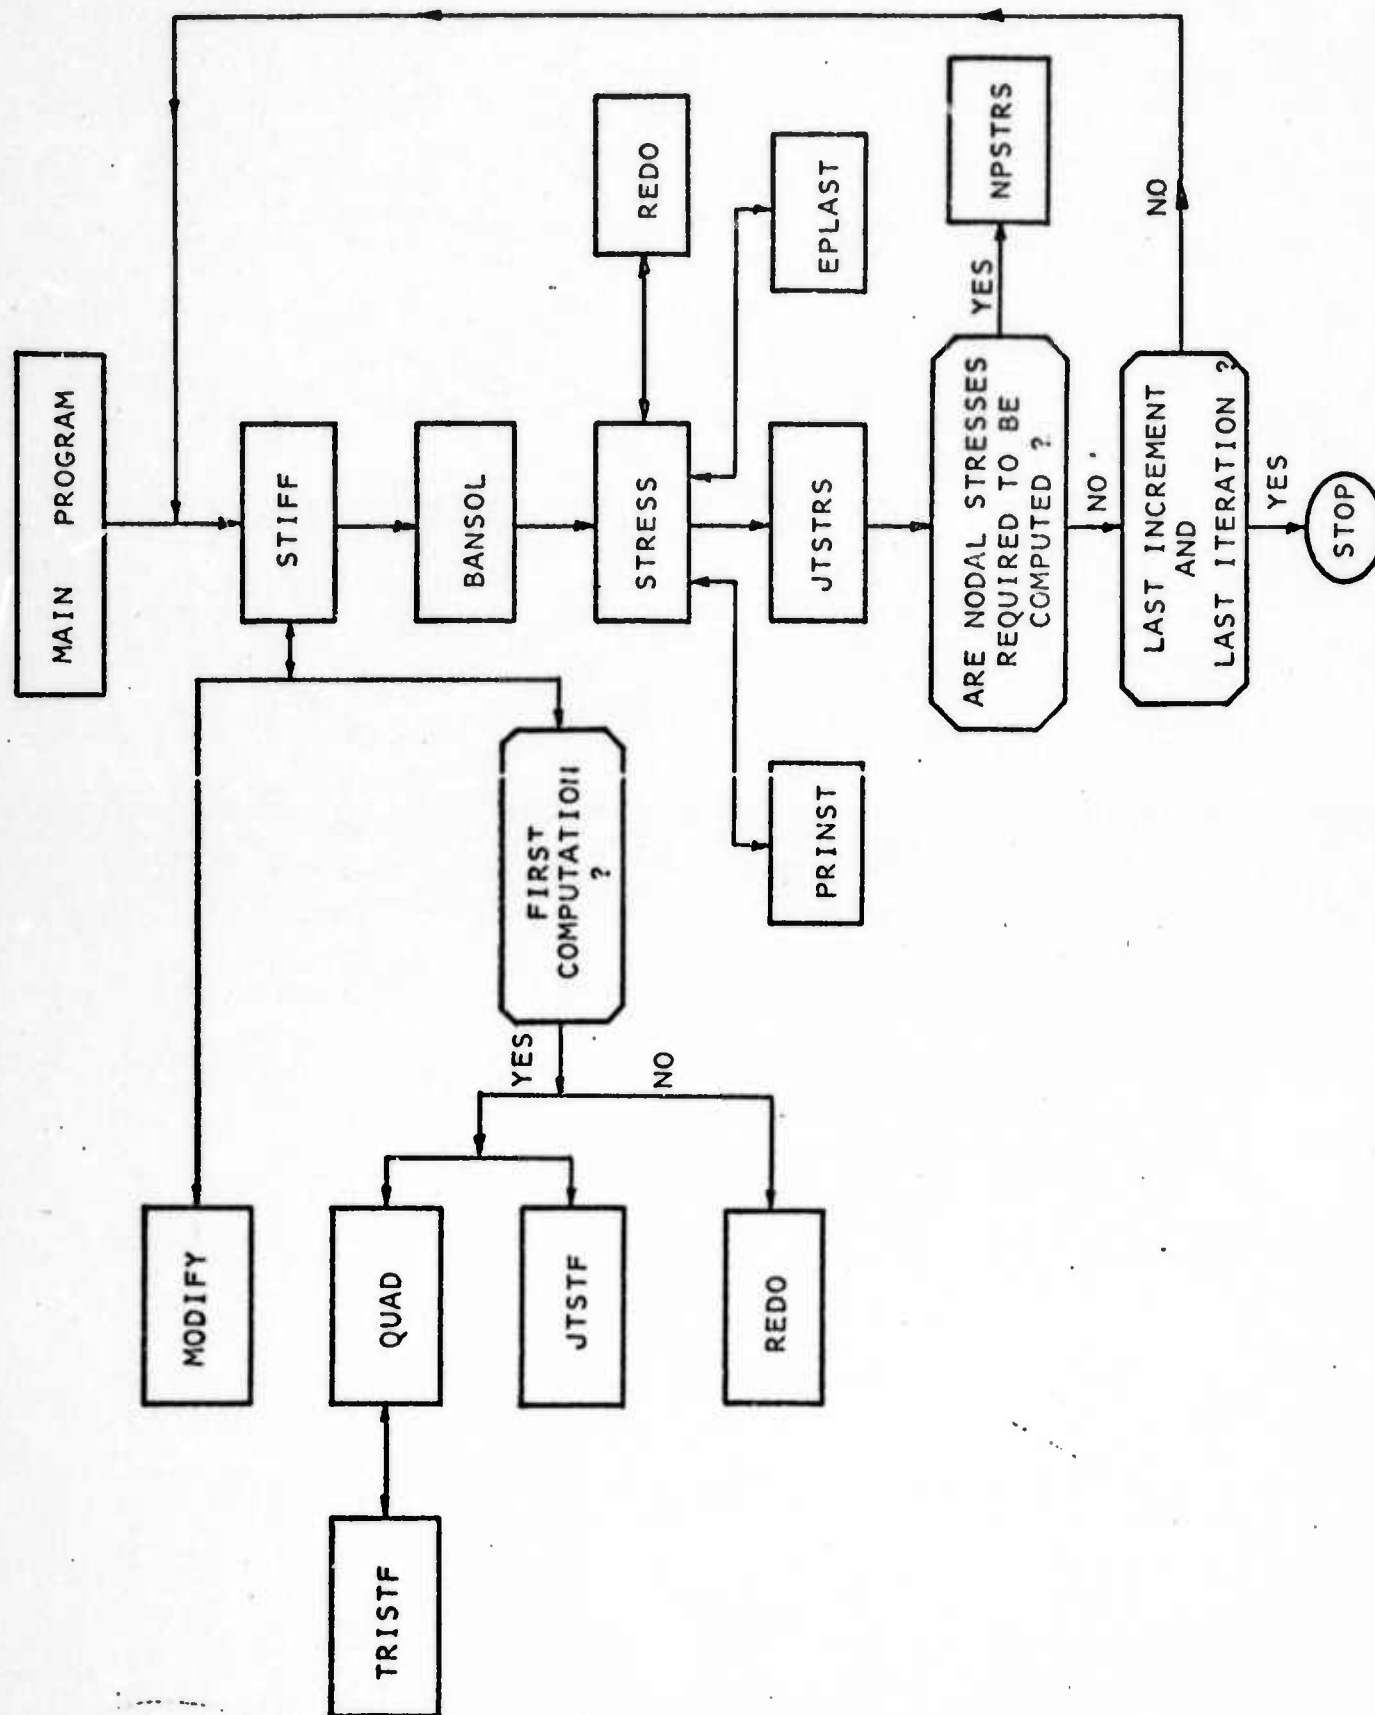 MAIN PROGRAM
STIFF
BANSOL
STRESS
REDO
EPLAST
PRINST
JTSTRS
MODIFY
FIRST
COMPUTATION
?
YES
NO
QUAD
JTSTF
REDO
TRISTF
ARE NODAL STRESSES
REQUIRED TO BE
COMPUTED ?
YES
NPSTRS
NO
LAST INCREMENT
AND
LAST ITERATION ?
NO
YES
STOP